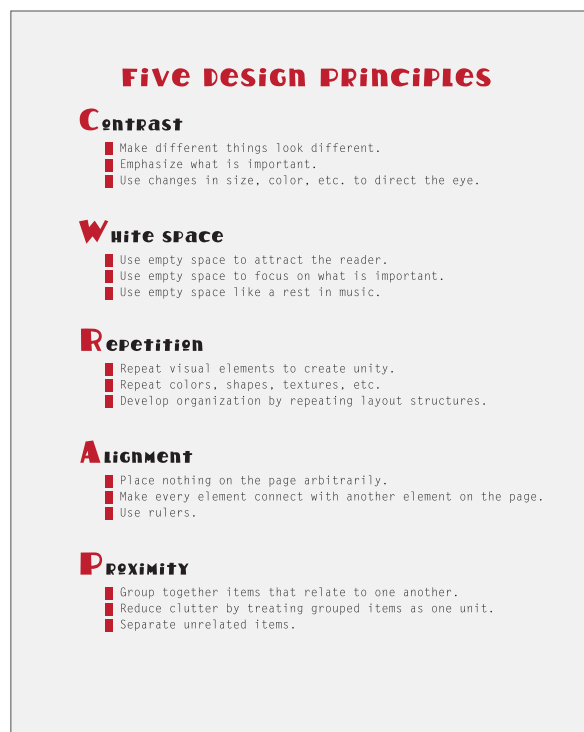 Five Design Principles
Contrast
Make different things look different.
Emphasize what is important.
Use changes in size, color, etc. to direct the eye.
White Space
Use empty space to attract the reader.
Use empty space to focus on what is important.
Use empty space like a rest in music.
Repetition
Repeat visual elements to create unity.
Repeat colors, shapes, textures, etc.
Develop organization by repeating layout structures.
Alignment
Place nothing on the page arbitrarily.
Make every element connect with another element on the page.
Use rulers.
Proximity
Group together items that relate to one another.
Reduce clutter by treating grouped items as one unit.
Separate unrelated items.